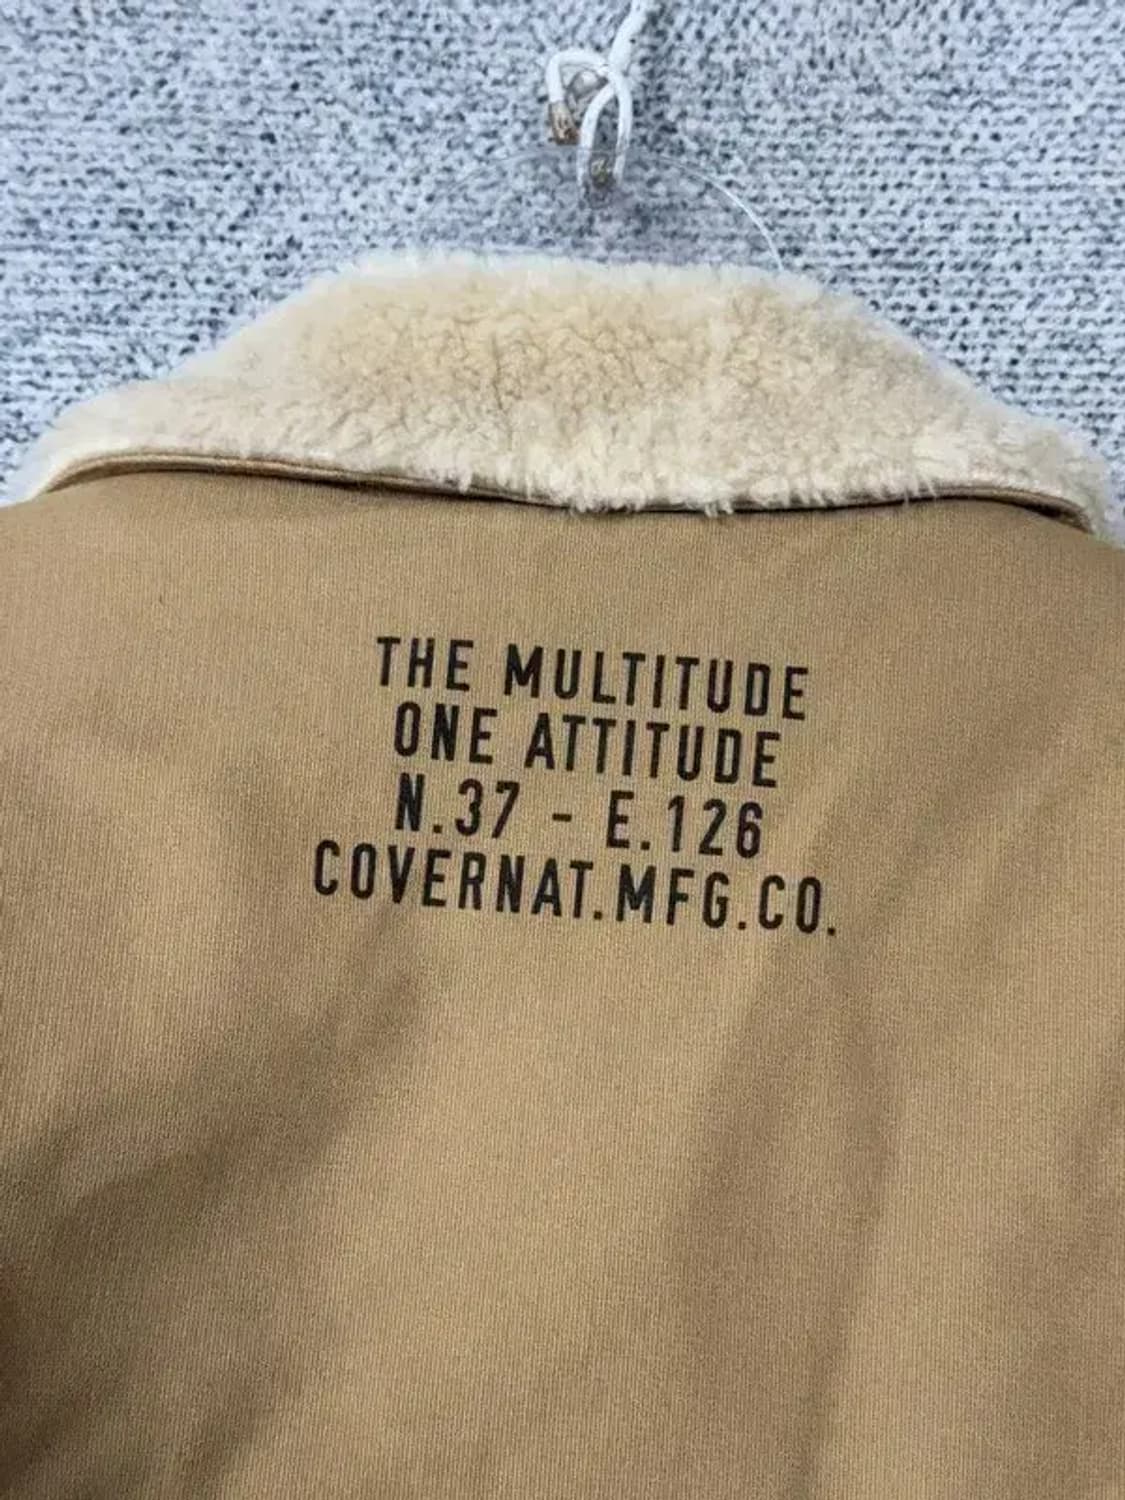 THE MULTITUDE
ONE ATTITUDE
N.37 - E.126
COVERNAT.MFG.CO.